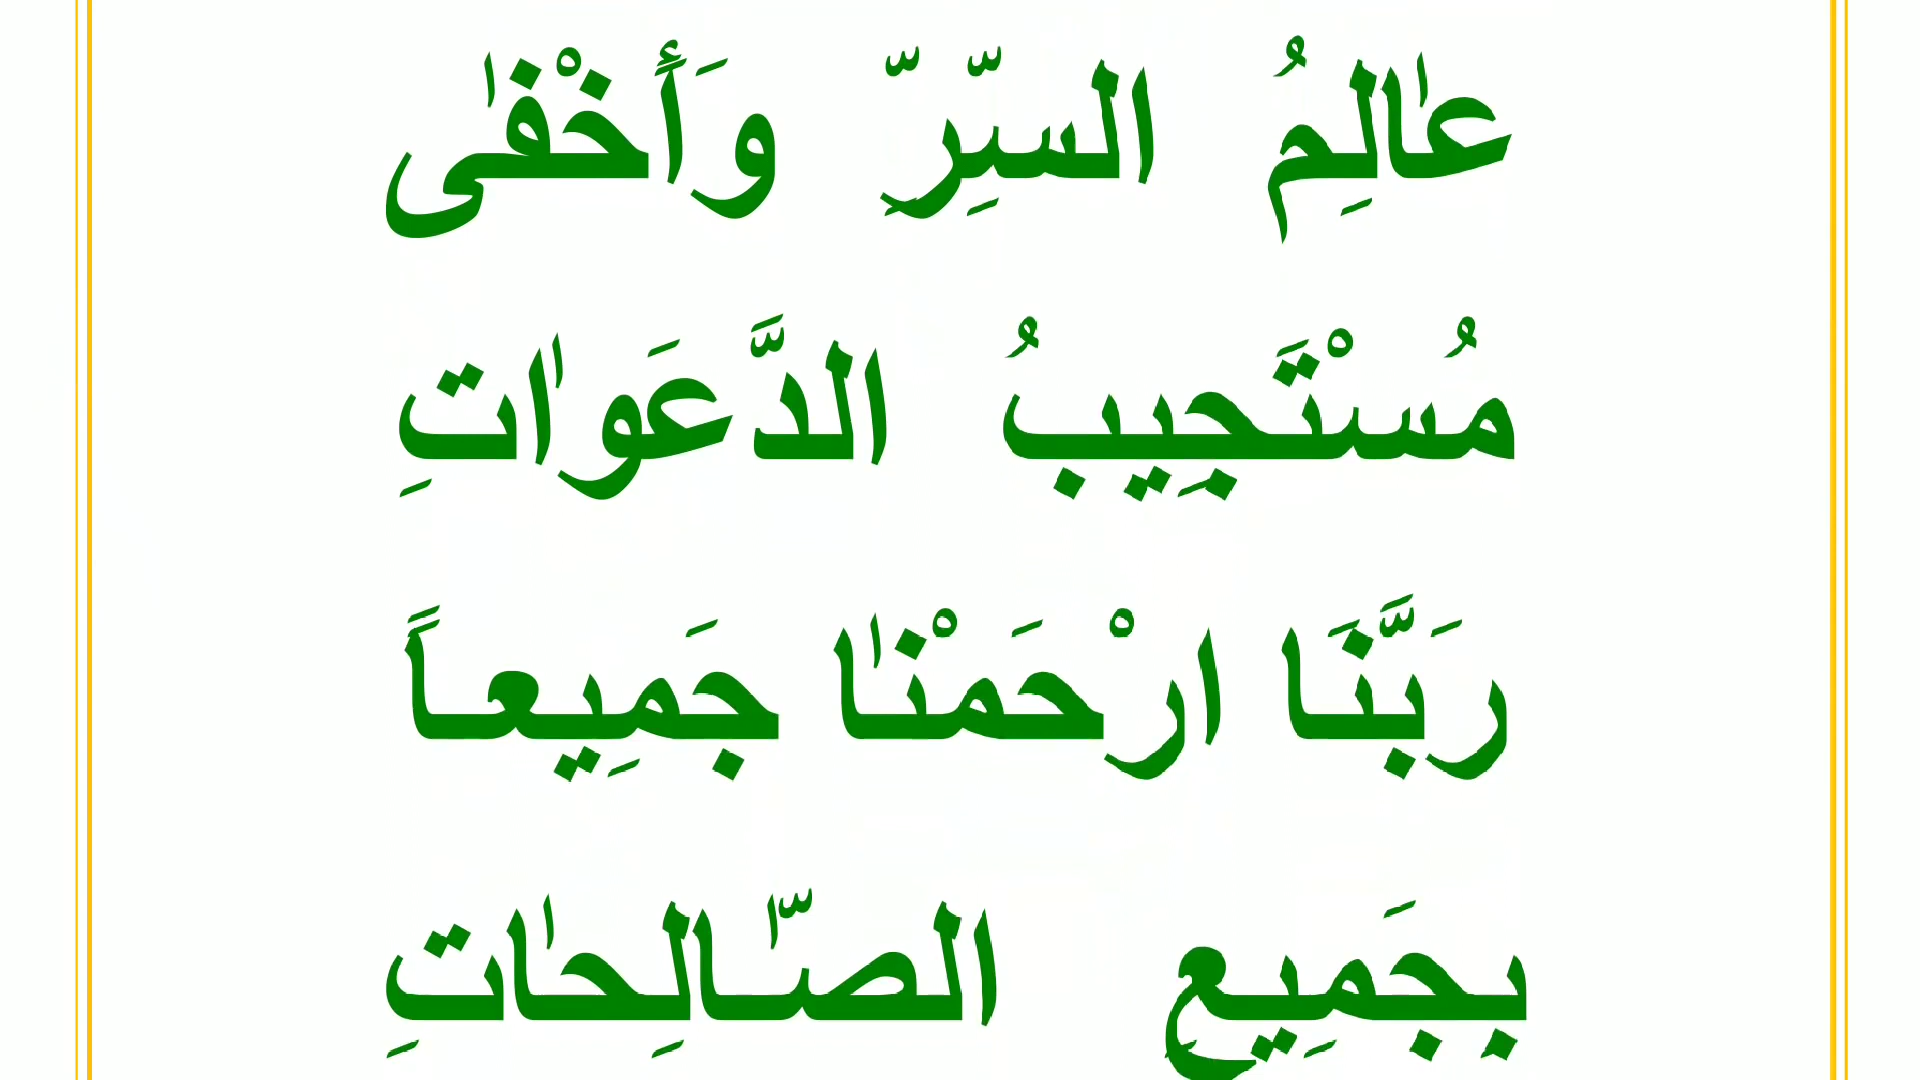 عٰالِمُ السِّرِّ وَأَخْفٰى
مُسْتَجِيبُ الدَّعَوٰاتِ
رَبَّنَا ارْحَمْنٰا جَمِيعاً
بِجَمِيعِ الصّٰالِحٰاتِ